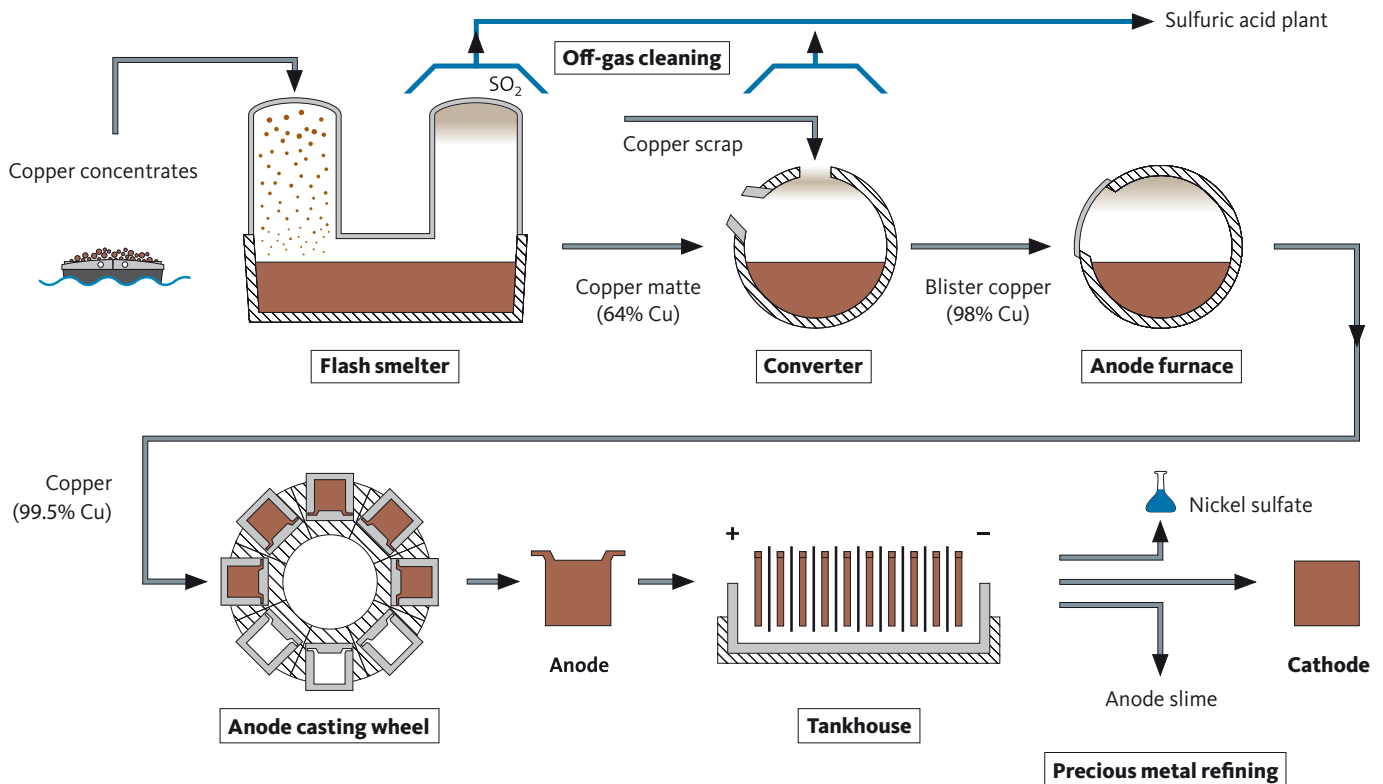 Sulfuric acid plant
Off-gas cleaning
SO₂
Copper concentrates
Copper scrap
Copper matte
(64% Cu)
Blister copper
(98% Cu)
Flash smelter
Converter
Anode furnace
Copper
(99.5% Cu)
+
–
Nickel sulfate
Anode
Cathode
Anode slime
Anode casting wheel
Tankhouse
Precious metal refining